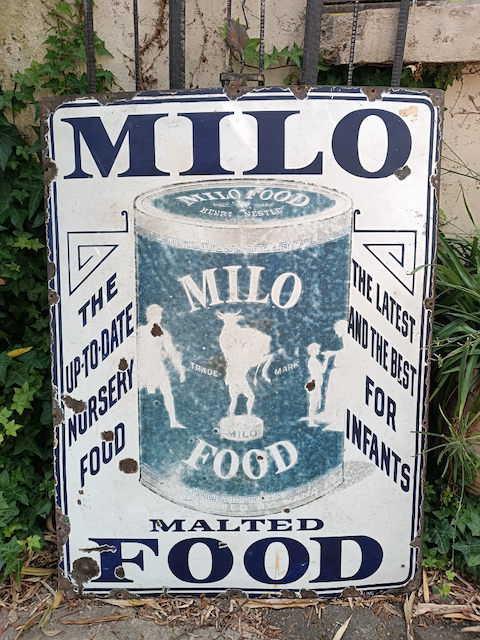 MILO
MILO FOOD
HENRI NESTLÉ
MILO
TRADE MARK
MILO
FOOD
THE
UP-TO-DATE
NURSERY
FOOD
THE LATEST
AND THE BEST
FOR
INFANTS
MALTED
FOOD